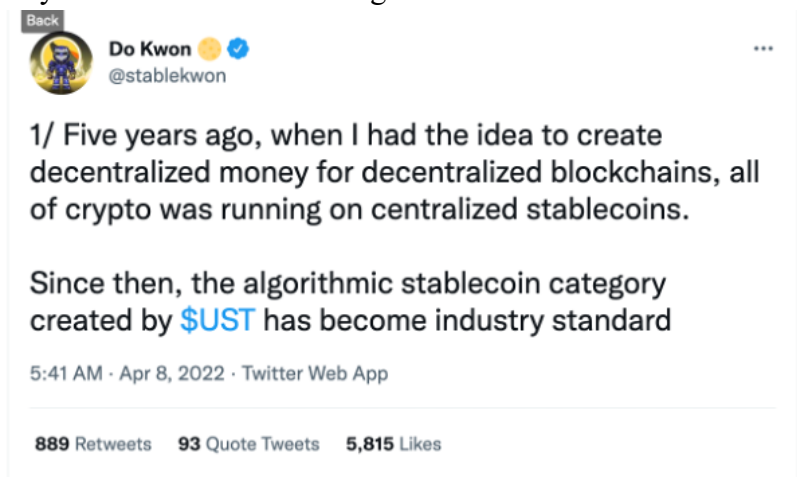 Back
Do Kwon
@stablekwon
1/ Five years ago, when I had the idea to create
decentralized money for decentralized blockchains, all
of crypto was running on centralized stablecoins.
Since then, the algorithmic stablecoin category
created by $UST has become industry standard
5:41 AM · Apr 8, 2022 · Twitter Web App
889 Retweets 93 Quote Tweets 5,815 Likes